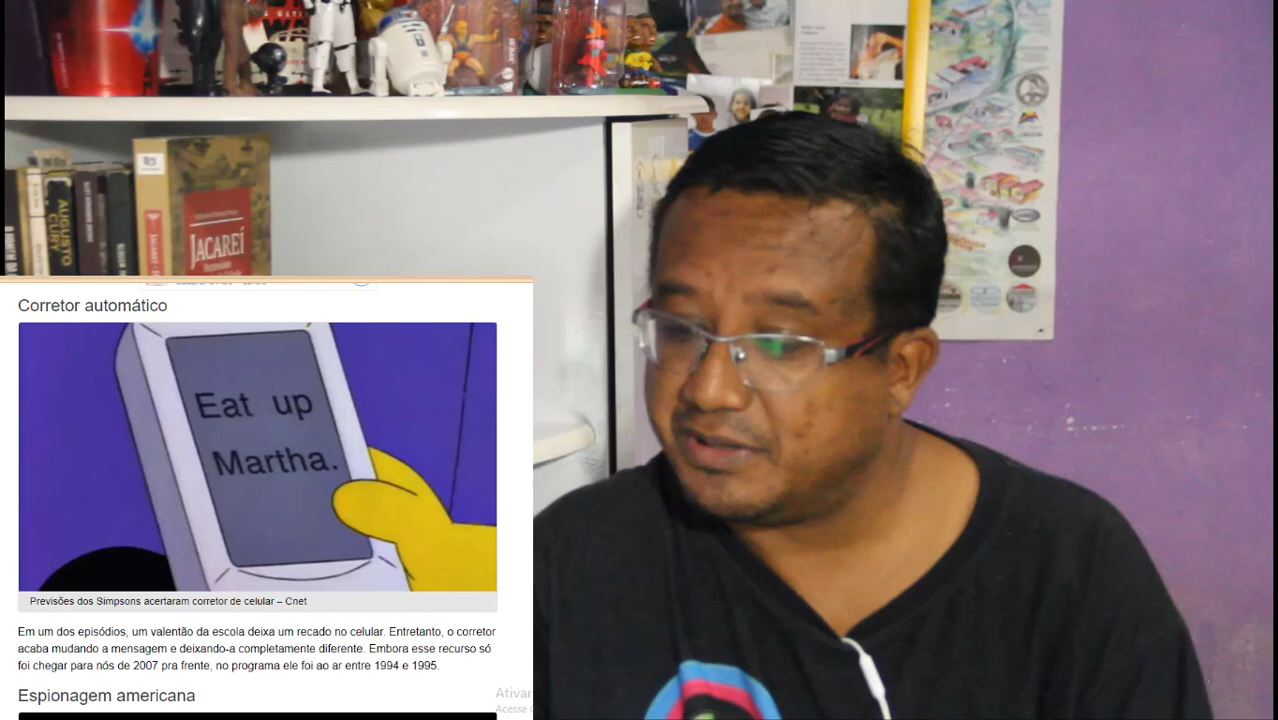 AUGUSTO
CURY
JACAREÍ
Corretor automático
Eat up
Martha.
Previsões dos Simpsons acertaram corretor de celular – Cnet
Em um dos episódios, um valentão da escola deixa um recado no celular. Entretanto, o corretor
acaba mudando a mensagem e deixando-a completamente diferente. Embora esse recurso só
foi chegar para nós de 2007 pra frente, no programa ele foi ao ar entre 1994 e 1995.
Espionagem americana
Ativar